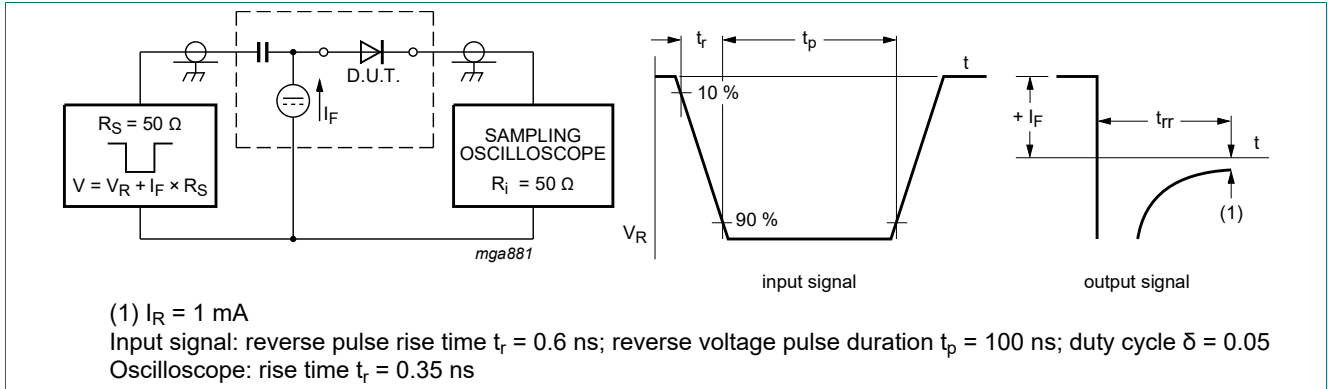 D.U.T.
I_F
R_S = 50 Ω
V = V_R + I_F × R_S
SAMPLING
OSCILLOSCOPE
R_i = 50 Ω
mga881
t_r
t_p
t
10 %
90 %
V_R
input signal
+ I_F
t_rr
t
(1)
output signal
(1) I_R = 1 mA
Input signal: reverse pulse rise time t_r = 0.6 ns; reverse voltage pulse duration t_p = 100 ns; duty cycle δ = 0.05
Oscilloscope: rise time t_r = 0.35 ns